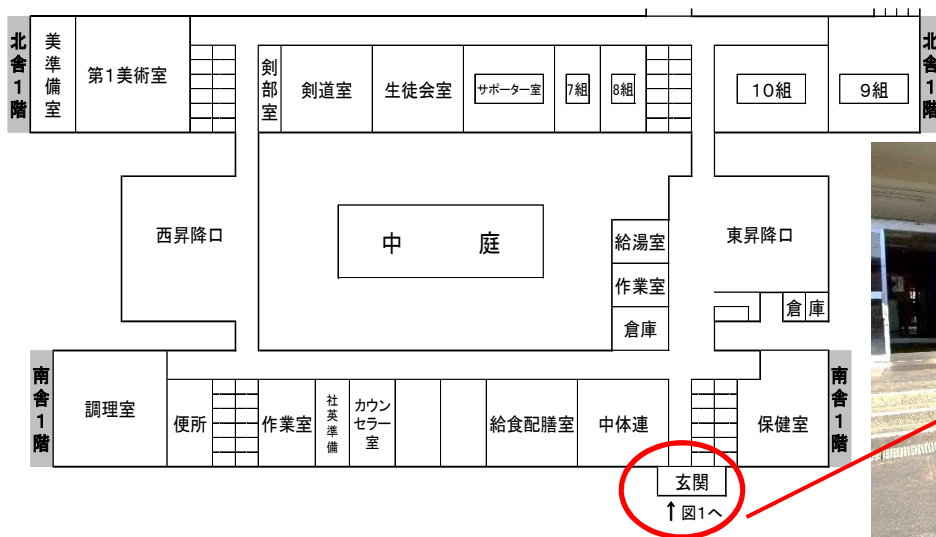 北舎1階
美準備室
第1美術室
剣部室
剣道室
生徒会室
サポーター室
7組
8組
10組
9組
北舎1階
西昇降口
中庭
給湯室
作業室
倉庫
東昇降口
倉庫
南舎1階
調理室
便所
作業室
社英準備
カウン
セラー
室
給食配膳室
中体連
保健室
南舎1階
玄関
↑図1へ